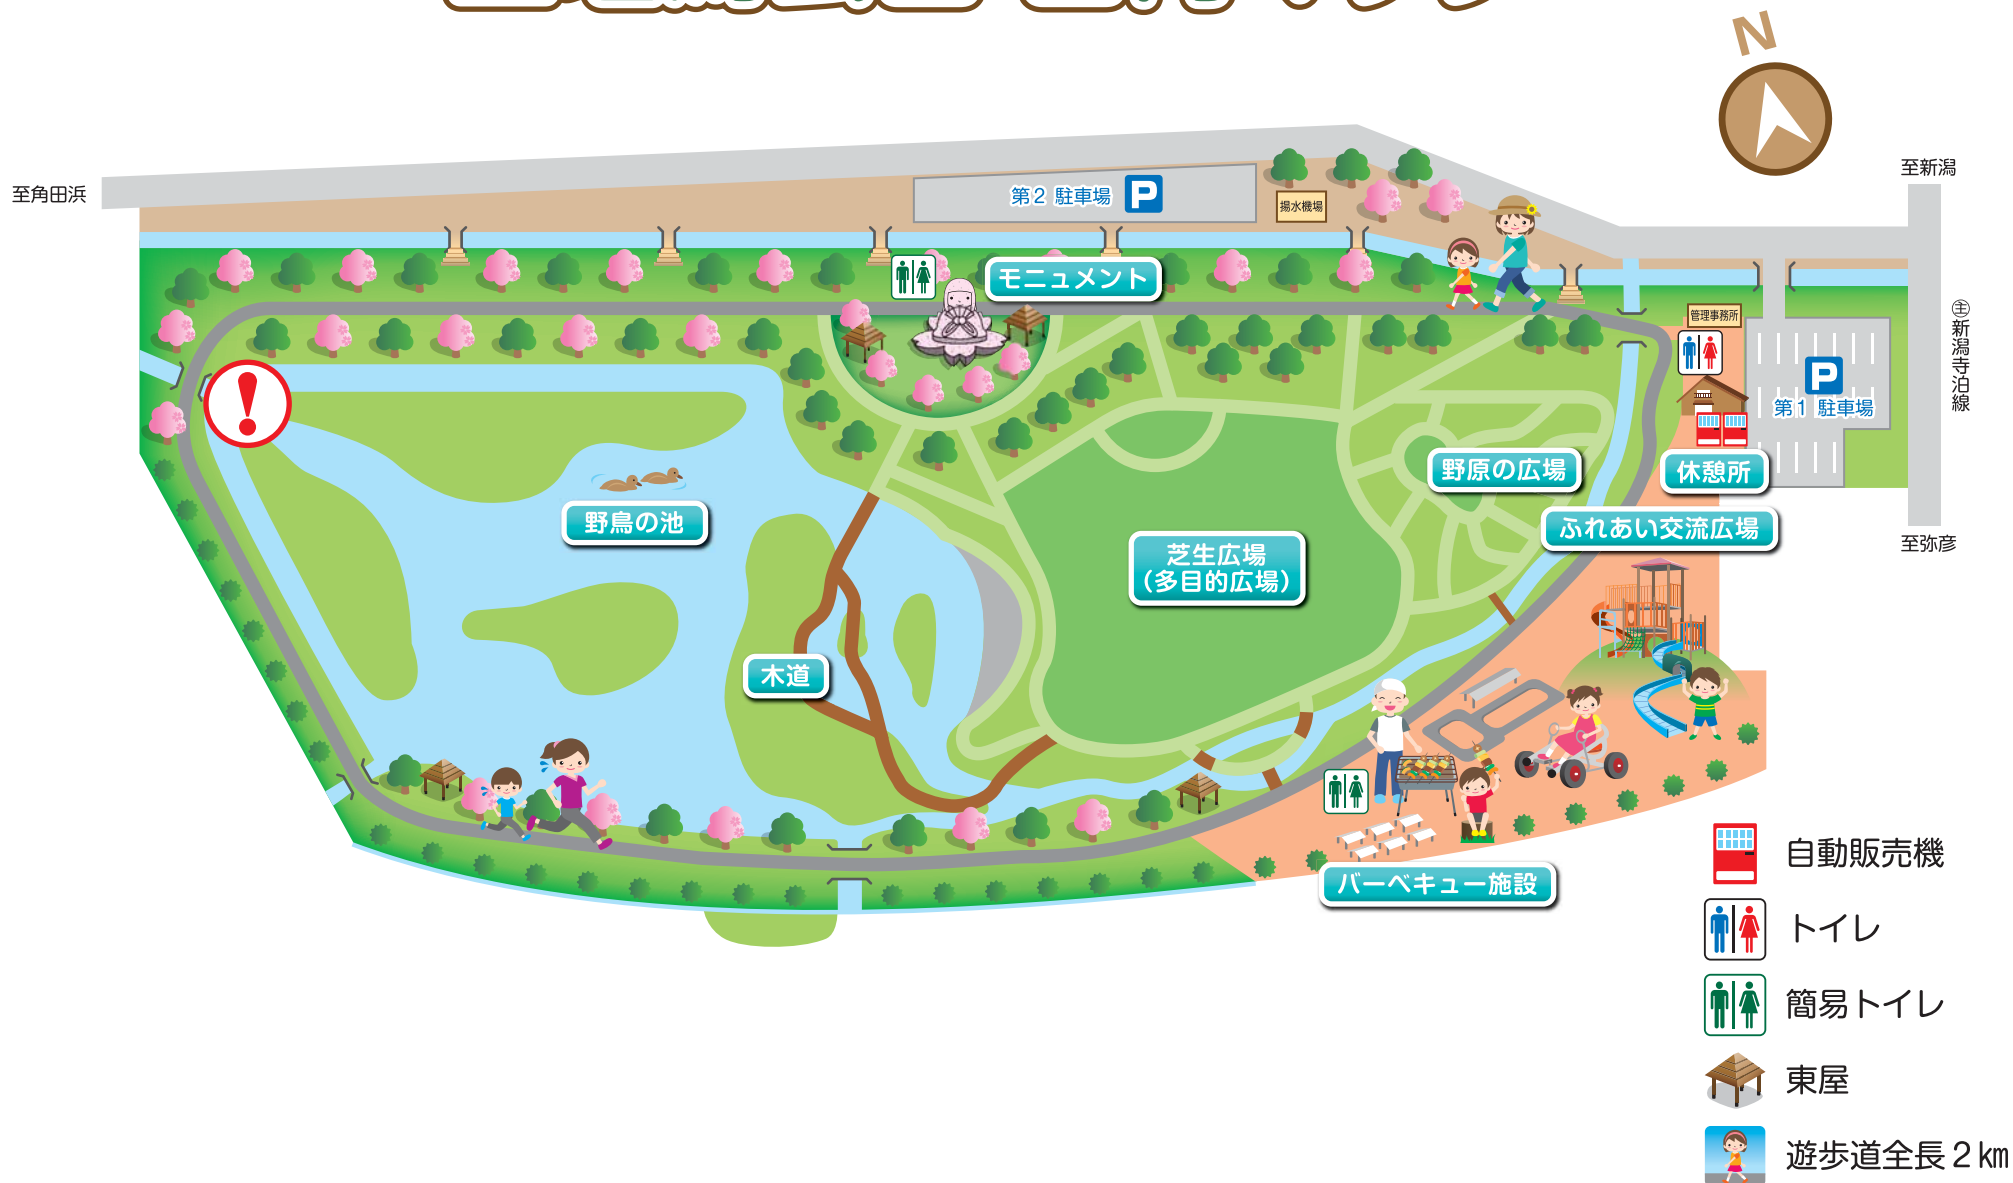 N
至角田浜
第2 駐車場
P
揚水機場
至新潟
モニュメント
管理事務所
㊏新潟寺泊線
P
第1 駐車場
野原の広場
休憩所
野鳥の池
ふれあい交流広場
芝生広場
(多目的広場)
至弥彦
木道
バーベキュー施設
自動販売機
トイレ
簡易トイレ
東屋
遊歩道全長2km